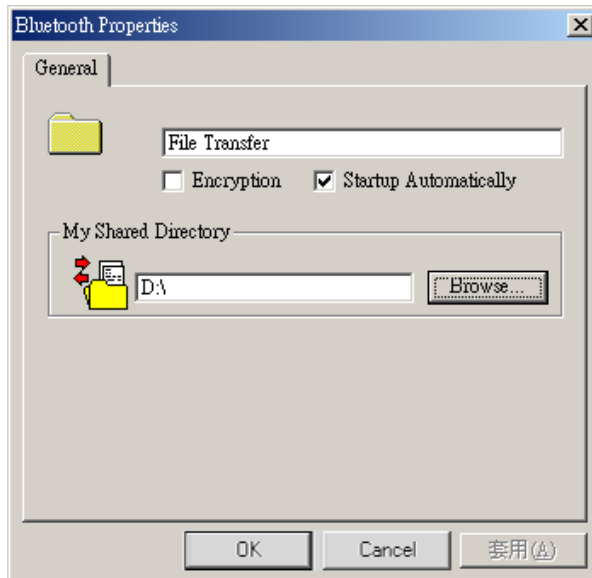 Bluetooth Properties
General
File Transfer
Encryption Startup Automatically
My Shared Directory
D:\ Browse...
OK Cancel 套用(A)